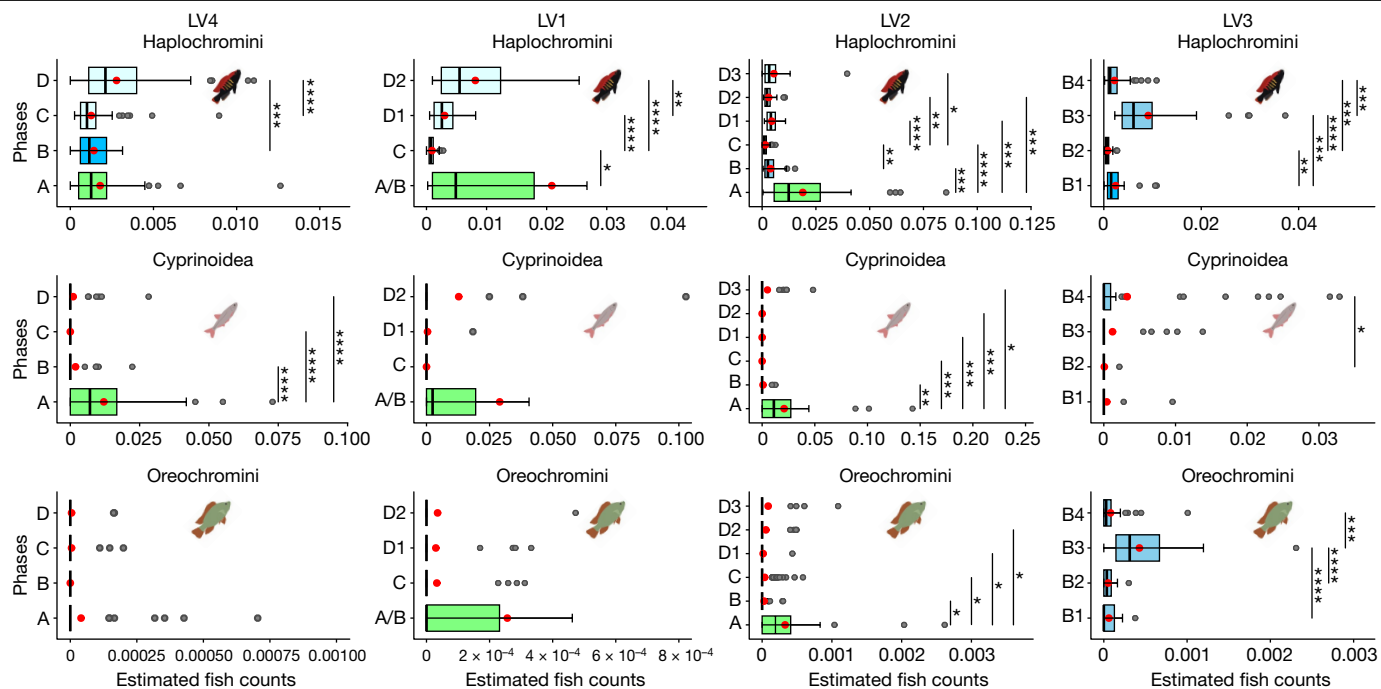 LV4
Haplochromini
LV1
Haplochromini
LV2
Haplochromini
LV3
Haplochromini
Phases
D
C
B
A
0 0.005 0.010 0.015
***
****
D2
D1
C
A/B
0 0.01 0.02 0.03 0.04
*
****
****
**
D3
D2
D1
C
B
A
0 0.025 0.050 0.075 0.100 0.125
**
****
**
*
***
****
***
***
B4
B3
B2
B1
0 0.02 0.04
***
****
****
***
Cyprinoidea
Cyprinoidea
Cyprinoidea
Cyprinoidea
Phases
D
C
B
A
0 0.025 0.050 0.075 0.100
****
****
****
D2
D1
C
A/B
0 0.025 0.050 0.075 0.100
D3
D2
D1
C
B
A
0 0.05 0.10 0.15 0.20 0.25
**
***
***
***
*
B4
B3
B2
B1
0 0.01 0.02 0.03
*
Oreochromini
Oreochromini
Oreochromini
Oreochromini
Phases
D
C
B
A
0 0.00025 0.00075 0.00100
Estimated fish counts
D2
D1
C
A/B
0 2 × 10⁻⁴ 4 × 10⁻⁴ 6 × 10⁻⁴ 8 × 10⁻⁴
Estimated fish counts
D3
D2
D1
C
B
A
0 0.001 0.002 0.003
*
*
*
*
Estimated fish counts
B4
B3
B2
B1
0 0.001 0.002 0.003
****
****
***
Estimated fish counts